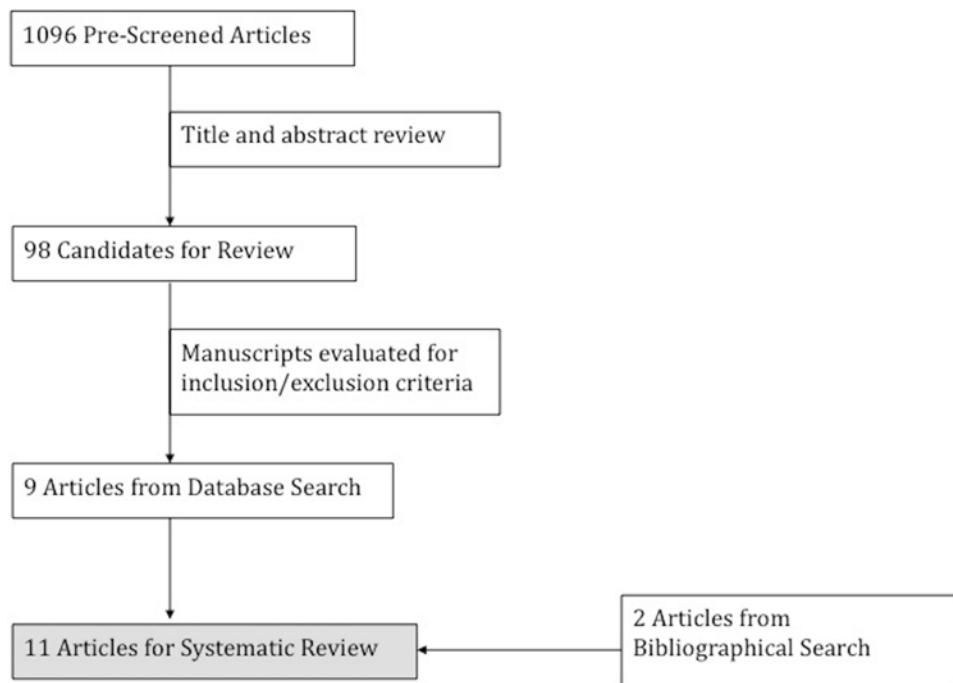 1096 Pre-Screened Articles
Title and abstract review
98 Candidates for Review
Manuscripts evaluated for
inclusion/exclusion criteria
9 Articles from Database Search
11 Articles for Systematic Review
2 Articles from
Bibliographical Search